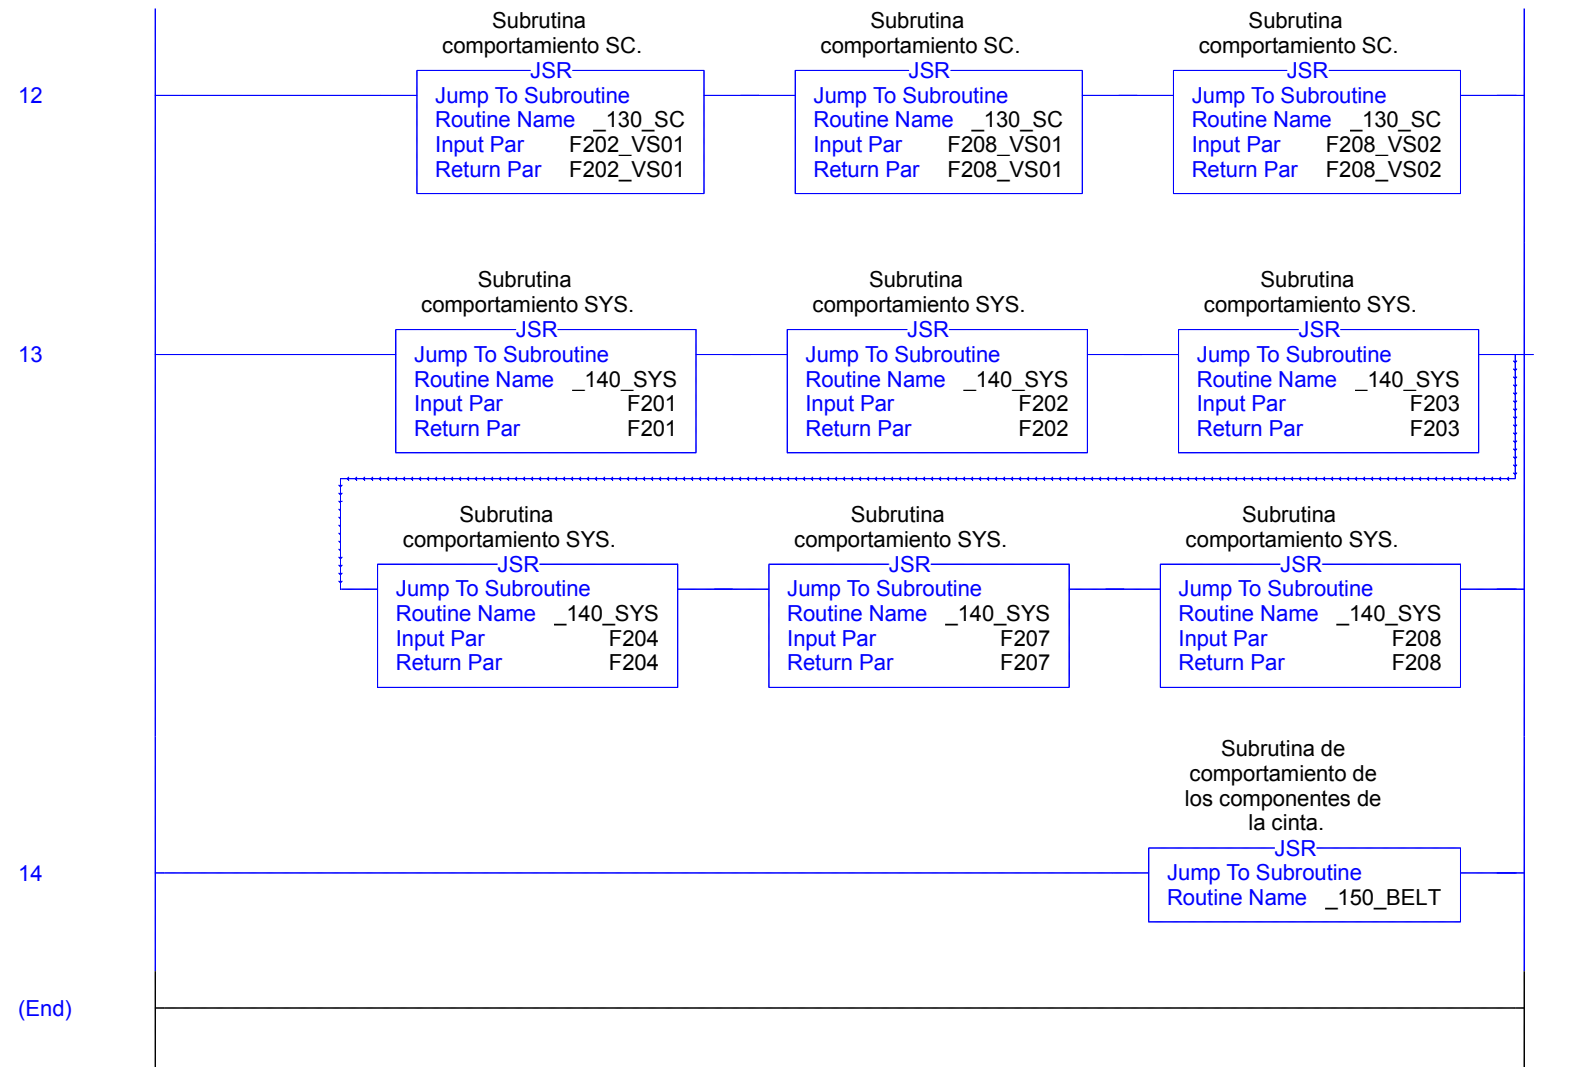 12
Subrutina
comportamiento SC.
JSR
Jump To Subroutine
Routine Name _130_SC
Input Par F202_VS01
Return Par F202_VS01
Subrutina
comportamiento SC.
JSR
Jump To Subroutine
Routine Name _130_SC
Input Par F208_VS01
Return Par F208_VS01
Subrutina
comportamiento SC.
JSR
Jump To Subroutine
Routine Name _130_SC
Input Par F208_VS02
Return Par F208_VS02
13
Subrutina
comportamiento SYS.
JSR
Jump To Subroutine
Routine Name _140_SYS
Input Par F201
Return Par F201
Subrutina
comportamiento SYS.
JSR
Jump To Subroutine
Routine Name _140_SYS
Input Par F202
Return Par F202
Subrutina
comportamiento SYS.
JSR
Jump To Subroutine
Routine Name _140_SYS
Input Par F203
Return Par F203
Subrutina
comportamiento SYS.
JSR
Jump To Subroutine
Routine Name _140_SYS
Input Par F204
Return Par F204
Subrutina
comportamiento SYS.
JSR
Jump To Subroutine
Routine Name _140_SYS
Input Par F207
Return Par F207
Subrutina
comportamiento SYS.
JSR
Jump To Subroutine
Routine Name _140_SYS
Input Par F208
Return Par F208
14
Subrutina de
comportamiento de
los componentes de
la cinta.
JSR
Jump To Subroutine
Routine Name _150_BELT
(End)